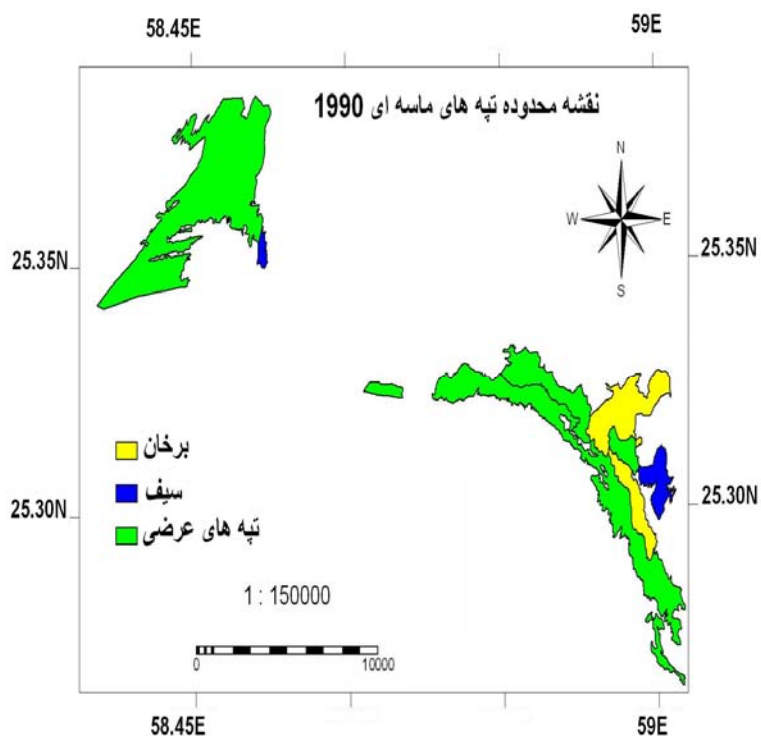 58.45E 59E
نقشه محدوده تپه های ماسه ای 1990
N
W E
S
25.35N 25.35N
برخان
سیف
تپه های عرضی
25.30N 25.30N
1 : 150000
0 10000
58.45E 59E